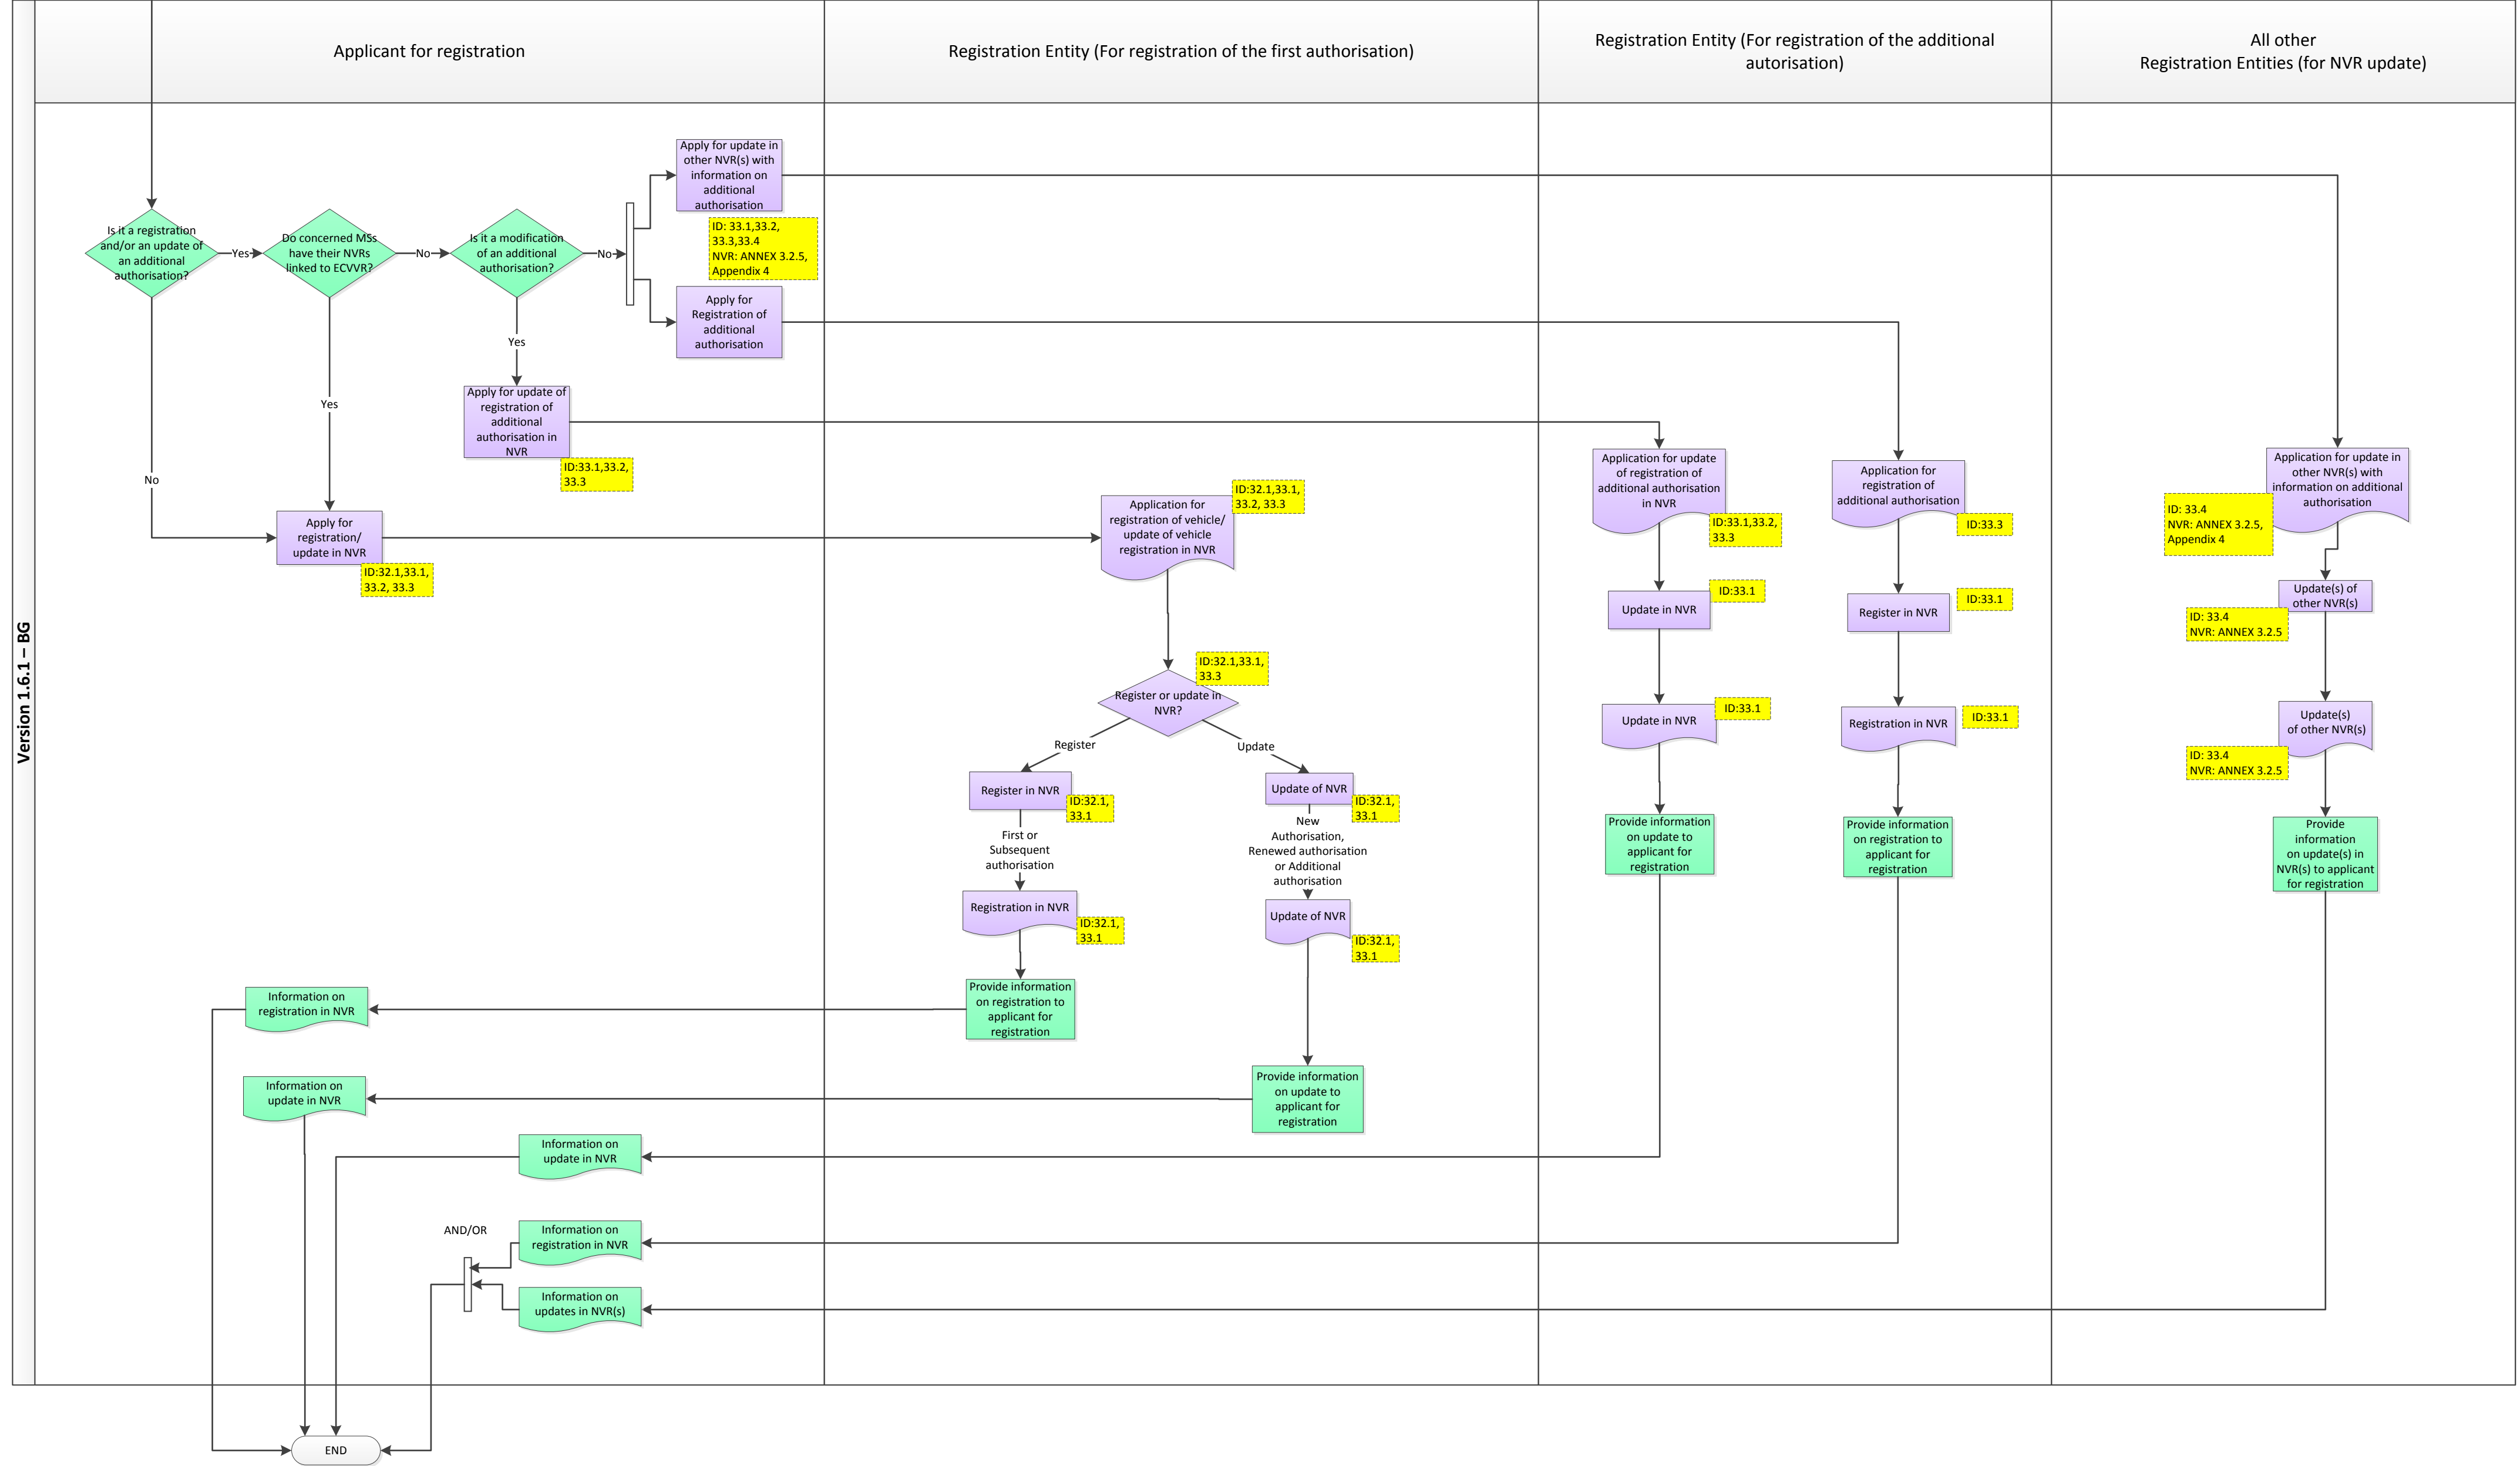 Applicant for registration
Registration Entity (For registration of the first authorisation)
Registration Entity (For registration of the additional
autorisation)
All other
Registration Entities (for NVR update)
Version 1.6.1 – BG
Is it a registration
and/or an update of
an additional
authorisation?
Yes
Do concerned MSs
have their NVRs
linked to ECVVR?
No
Is it a modification
of an additional
authorisation?
No
Apply for update in
other NVR(s) with
information on
additional
authorisation
ID: 33.1,33.2,
33.3,33.4
NVR: ANNEX 3.2.5,
Appendix 4
Apply for
Registration of
additional
authorisation
Yes
Yes
No
Apply for update of
registration of
additional
authorisation in
NVR
ID:33.1,33.2,
33.3
Apply for
registration/
update in NVR
ID:32.1,33.1,
33.2, 33.3
Application for
registration of vehicle/
update of vehicle
registration in NVR
ID:32.1,33.1,
33.2, 33.3
Register or update in
NVR?
ID:32.1,33.1,
33.3
Register
Update
Register in NVR
ID:32.1,
33.1
First or
Subsequent
authorisation
Registration in NVR
ID:32.1,
33.1
Provide information
on registration to
applicant for
registration
Update of NVR
ID:32.1,
33.1
New
Authorisation,
Renewed authorisation
or Additional
authorisation
Update of NVR
ID:32.1,
33.1
Provide information
on update to
applicant for
registration
Application for update
of registration of
additional authorisation
in NVR
ID:33.1,33.2,
33.3
Update in NVR
ID:33.1
Update in NVR
ID:33.1
Provide information
on update to
applicant for
registration
Application for
registration of
additional authorisation
ID:33.3
Register in NVR
ID:33.1
Registration in NVR
ID:33.1
Provide information
on registration to
applicant for
registration
Application for update in
other NVR(s) with
information on additional
authorisation
ID: 33.4
NVR: ANNEX 3.2.5,
Appendix 4
Update(s) of
other NVR(s)
ID: 33.4
NVR: ANNEX 3.2.5
Update(s)
of other NVR(s)
ID: 33.4
NVR: ANNEX 3.2.5
Provide
information
on update(s) in
NVR(s) to applicant
for registration
Information on
registration in NVR
Information on
update in NVR
Information on
update in NVR
AND/OR
Information on
registration in NVR
Information on
updates in NVR(s)
END